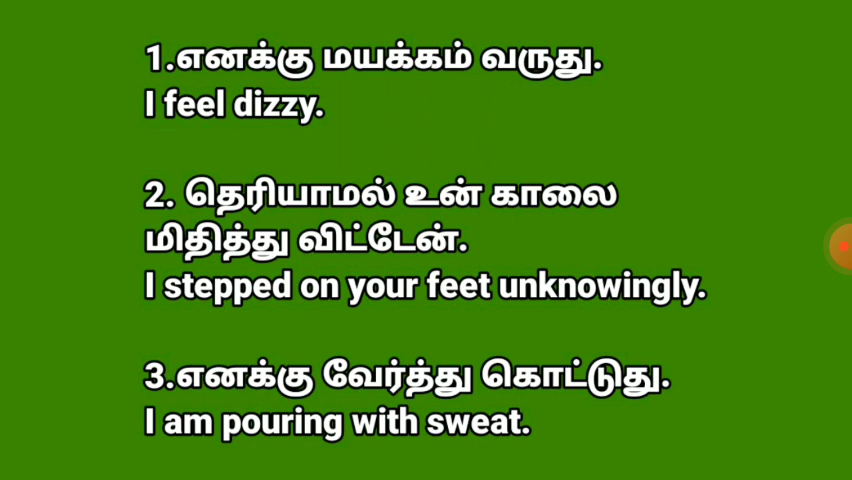 1.எனக்கு மயக்கம் வருது.
I feel dizzy.
2. தெரியாமல் உன் காலை
மிதித்து விட்டேன்.
I stepped on your feet unknowingly.
3.எனக்கு வேர்த்து கொட்டுது.
I am pouring with sweat.